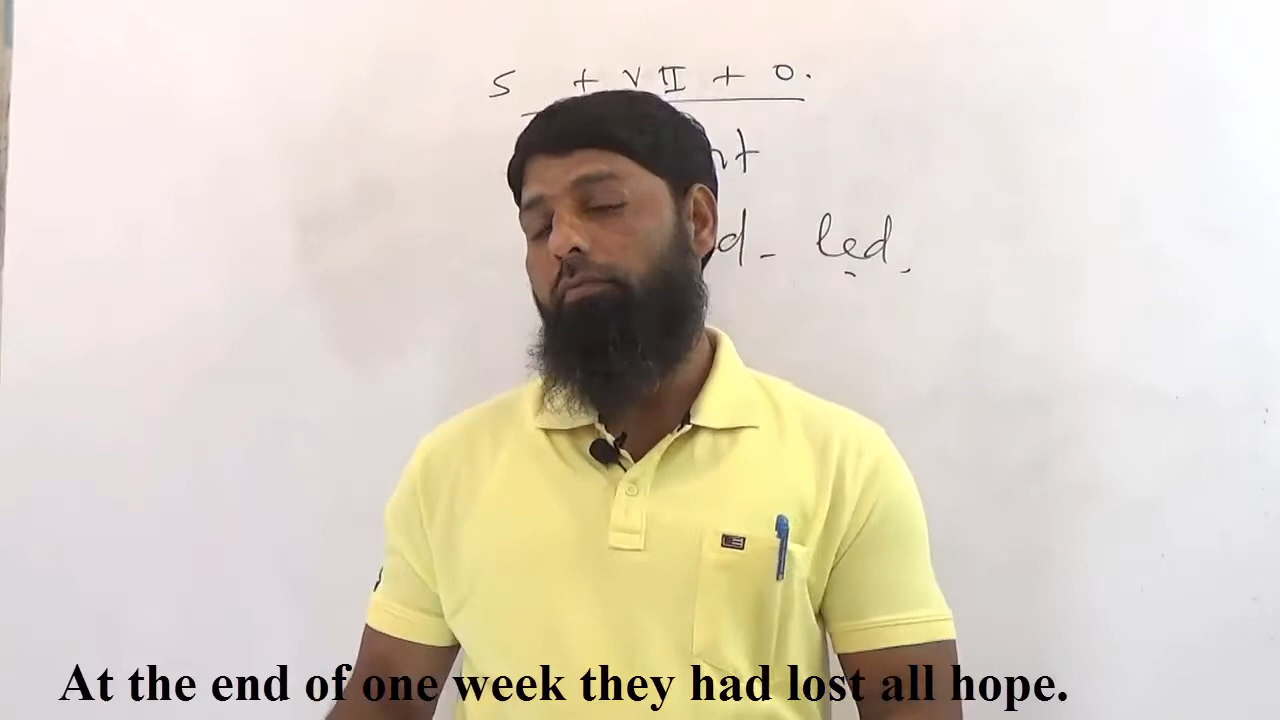 S + V II + O.
led.
At the end of one week they had lost all hope.